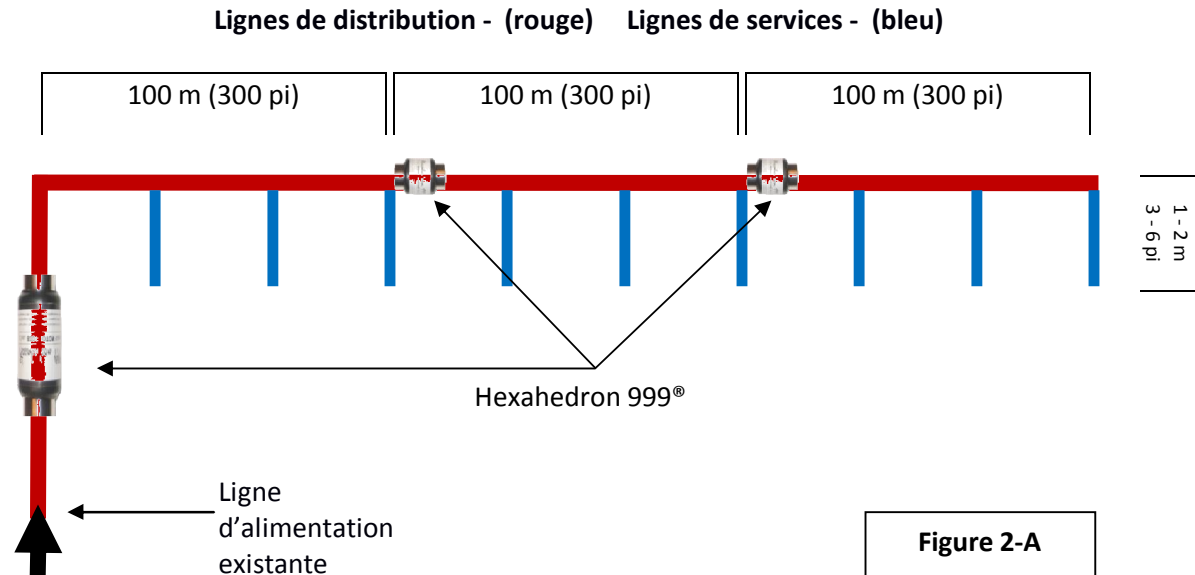 Lignes de distribution - (rouge) Lignes de services - (bleu)
100 m (300 pi) 100 m (300 pi) 100 m (300 pi)
1 - 2 m
3 - 6 pi
Hexahedron 999®
Ligne
d’alimentation
existante
Figure 2-A